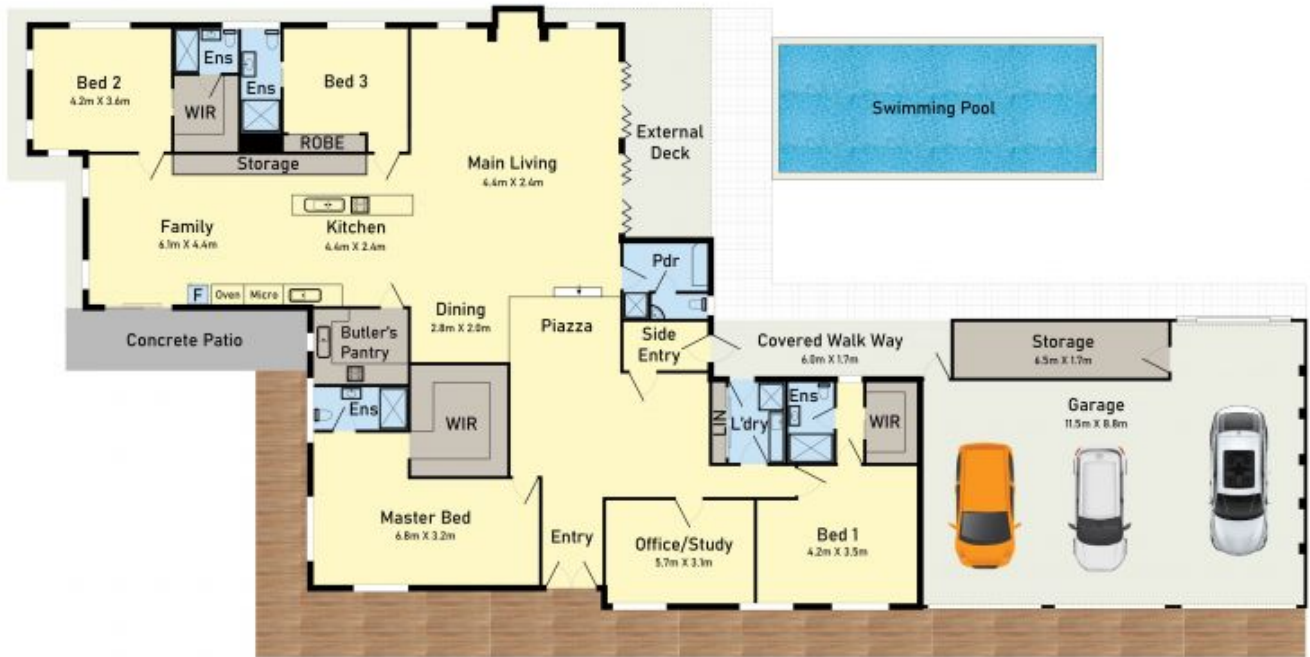 Bed 2
4.2m X 3.6m
Ens
WIR
Ens
Bed 3
ROBE
Storage
Main Living
4.4m X 2.4m
External
Deck
Swimming Pool
Family
6.1m X 4.4m
Kitchen
4.4m X 2.4m
F
Oven
Micro
Pdr
Concrete Patio
Butler's
Pantry
Dining
2.8m X 2.0m
Piazza
Side
Entry
Covered Walk Way
6.0m X 1.7m
Storage
6.5m X 1.7m
Ens
WIR
LIN
L'dry
Ens
WIR
Garage
11.5m X 8.8m
Master Bed
6.8m X 3.2m
Entry
Office/Study
5.7m X 3.1m
Bed 1
4.2m X 3.5m